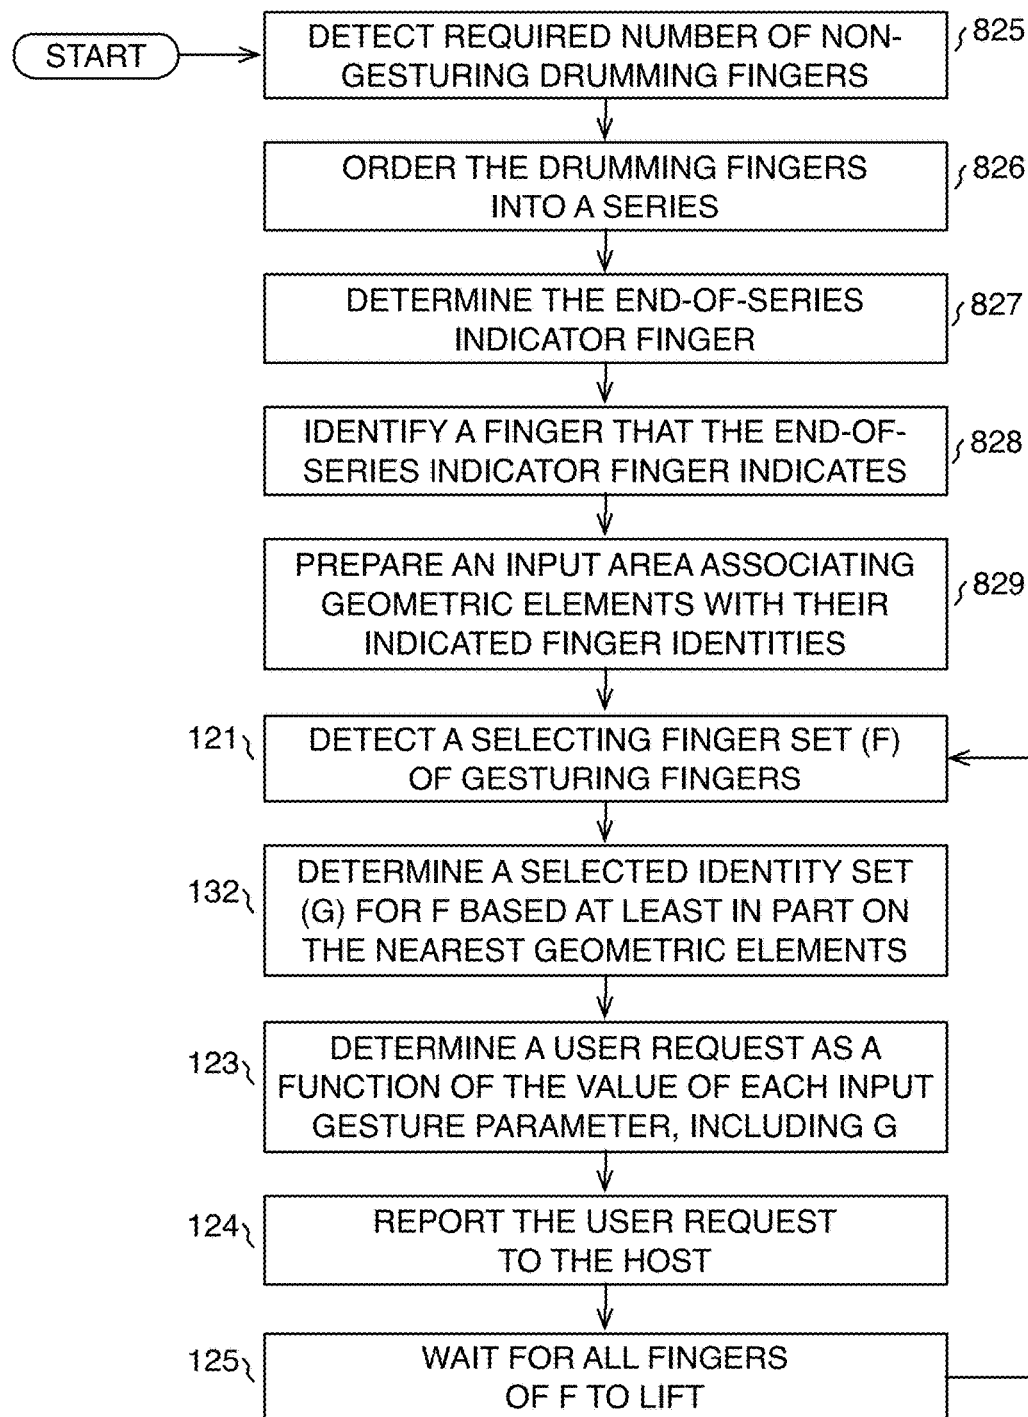 START
DETECT REQUIRED NUMBER OF NON-
GESTURING DRUMMING FINGERS
825
ORDER THE DRUMMING FINGERS
INTO A SERIES
826
DETERMINE THE END-OF-SERIES
INDICATOR FINGER
827
IDENTIFY A FINGER THAT THE END-OF-
SERIES INDICATOR FINGER INDICATES
828
PREPARE AN INPUT AREA ASSOCIATING
GEOMETRIC ELEMENTS WITH THEIR
INDICATED FINGER IDENTITIES
829
121
DETECT A SELECTING FINGER SET (F)
OF GESTURING FINGERS
132
DETERMINE A SELECTED IDENTITY SET
(G) FOR F BASED AT LEAST IN PART ON
THE NEAREST GEOMETRIC ELEMENTS
123
DETERMINE A USER REQUEST AS A
FUNCTION OF THE VALUE OF EACH INPUT
GESTURE PARAMETER, INCLUDING G
124
REPORT THE USER REQUEST
TO THE HOST
125
WAIT FOR ALL FINGERS
OF F TO LIFT